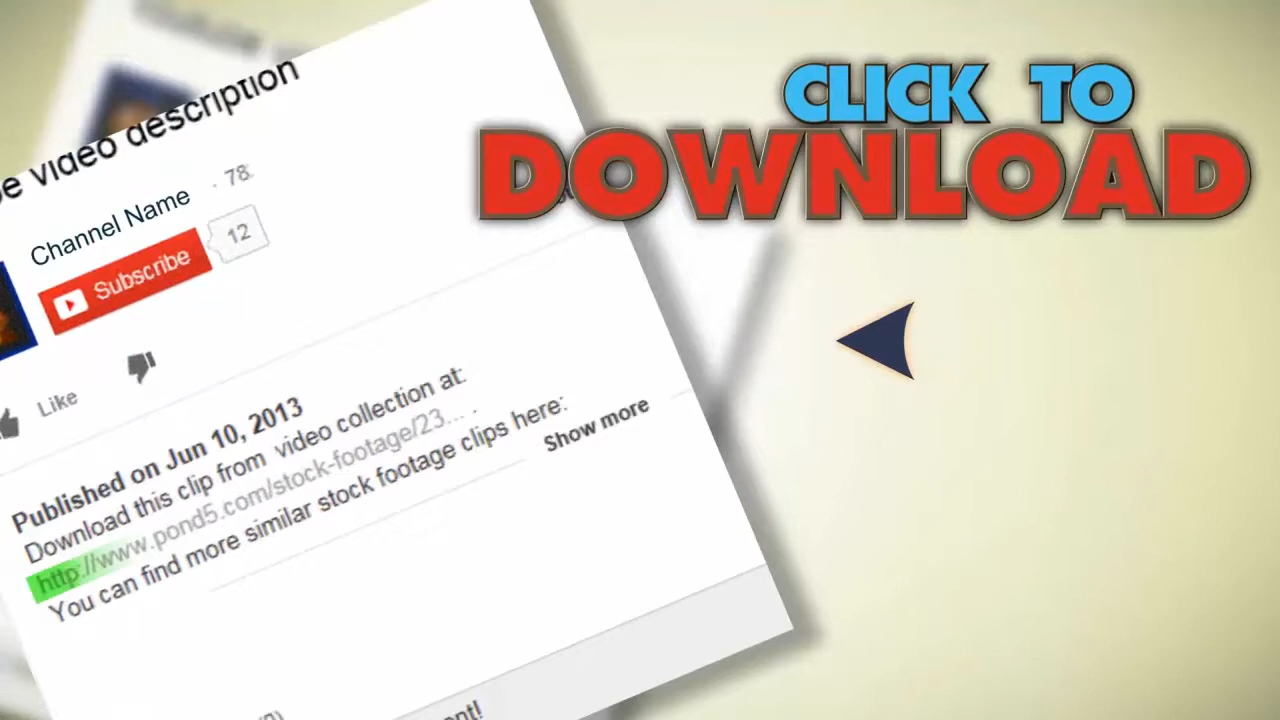 CLICK TO
DOWNLOAD
video description
Channel Name
Subscribe
12
Like
Published on Jun 10, 2013
Download this clip from video collection at:
http://www.pond5.com/stock-footage/23...
You can find more similar stock footage clips here:
Show more